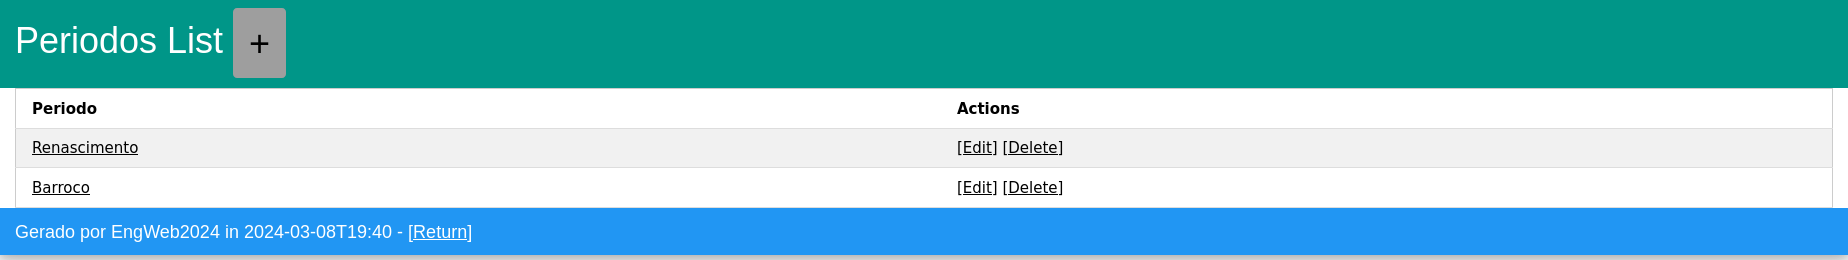 Periodos List +
Periodo Actions
Renascimento [Edit] [Delete]
Barroco [Edit] [Delete]
Gerado por EngWeb2024 in 2024-03-08T19:40 - [Return]